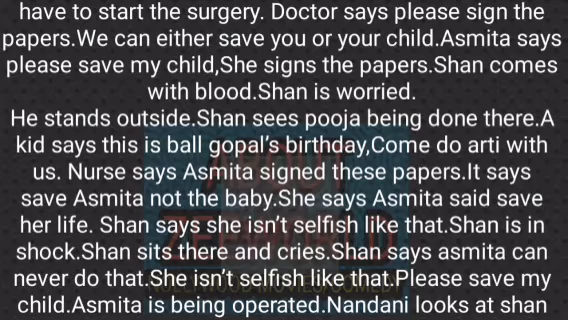 have to start the surgery. Doctor says please sign the
papers.We can either save you or your child.Asmita says
please save my child,She signs the papers.Shan comes
with blood.Shan is worried.
He stands outside.Shan sees pooja being done there.A
kid says this is ball gopal's birthday,Come do arti with
us. Nurse says Asmita signed these papers.It says
save Asmita not the baby.She says Asmita said save
her life. Shan says she isn't selfish like that.Shan is in
shock.Shan sits there and cries.Shan says asmita can
never do that.She isn't selfish like that.Please save my
child.Asmita is being operated.Nandani looks at shan
ABOUT
ZEEWORLD